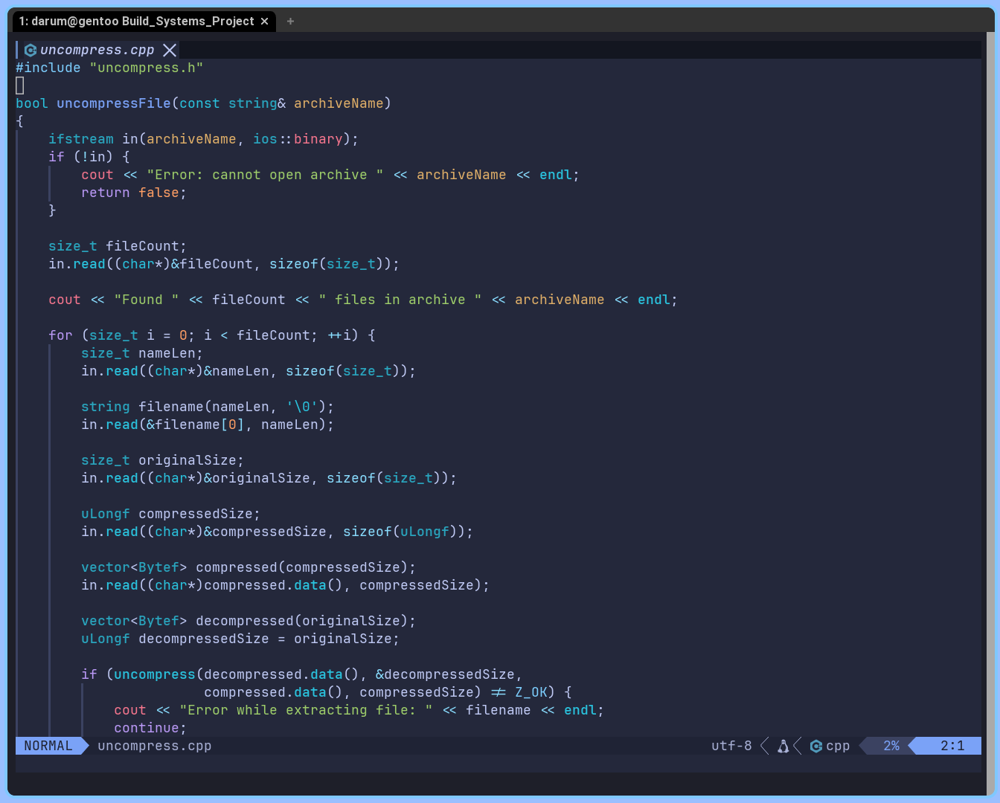 1: darum@gentoo Build_Systems_Project × +
uncompress.cpp
#include "uncompress.h"
bool uncompressFile(const string& archiveName)
{
    ifstream in(archiveName, ios::binary);
    if (!in) {
        cout << "Error: cannot open archive " << archiveName << endl;
        return false;
    }
    size_t fileCount;
    in.read((char*)&fileCount, sizeof(size_t));
    cout << "Found " << fileCount << " files in archive " << archiveName << endl;
    for (size_t i = 0; i < fileCount; ++i) {
        size_t nameLen;
        in.read((char*)&nameLen, sizeof(size_t));
        string filename(nameLen, '\0');
        in.read(&filename[0], nameLen);
        size_t originalSize;
        in.read((char*)&originalSize, sizeof(size_t));
        uLongf compressedSize;
        in.read((char*)&compressedSize, sizeof(uLongf));
        vector<Bytef> compressed(compressedSize);
        in.read((char*)compressed.data(), compressedSize);
        vector<Bytef> decompressed(originalSize);
        uLongf decompressedSize = originalSize;
        if (uncompress(decompressed.data(), &decompressedSize,
                       compressed.data(), compressedSize) != Z_OK) {
            cout << "Error while extracting file: " << filename << endl;
            continue;
NORMAL uncompress.cpp utf-8 cpp 2% 2:1